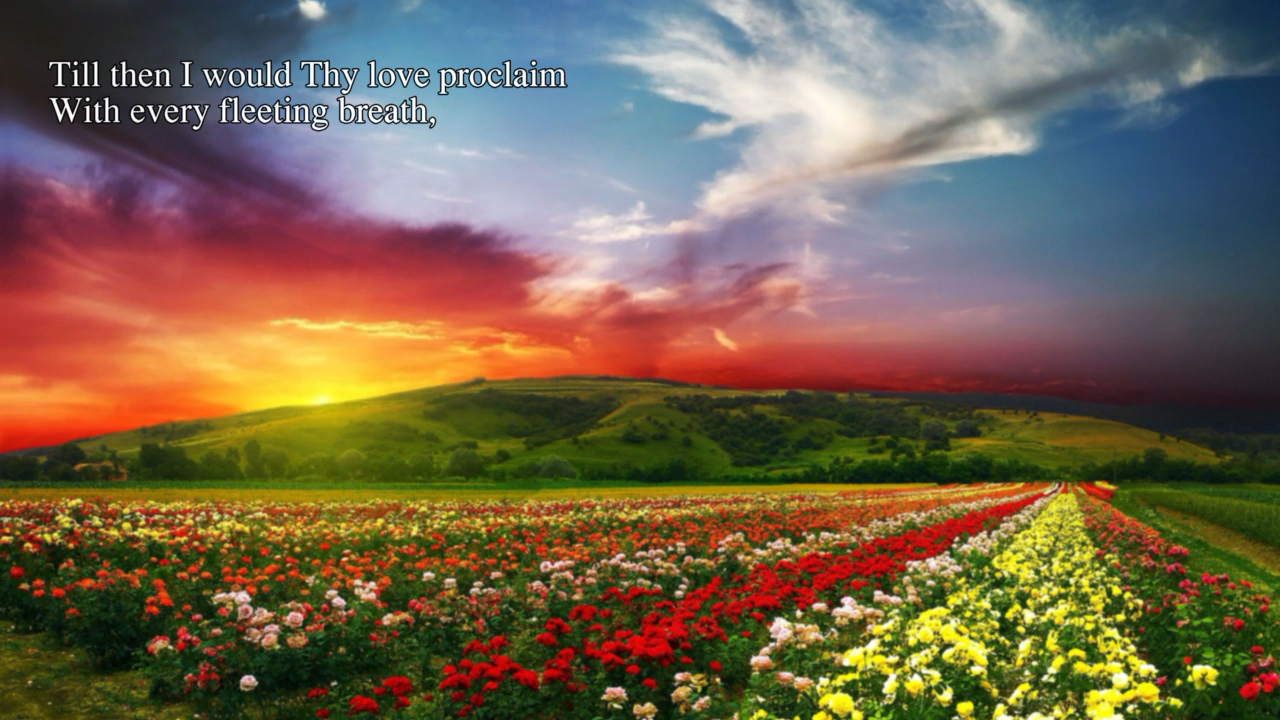 Till then I would Thy love proclaim
With every fleeting breath,